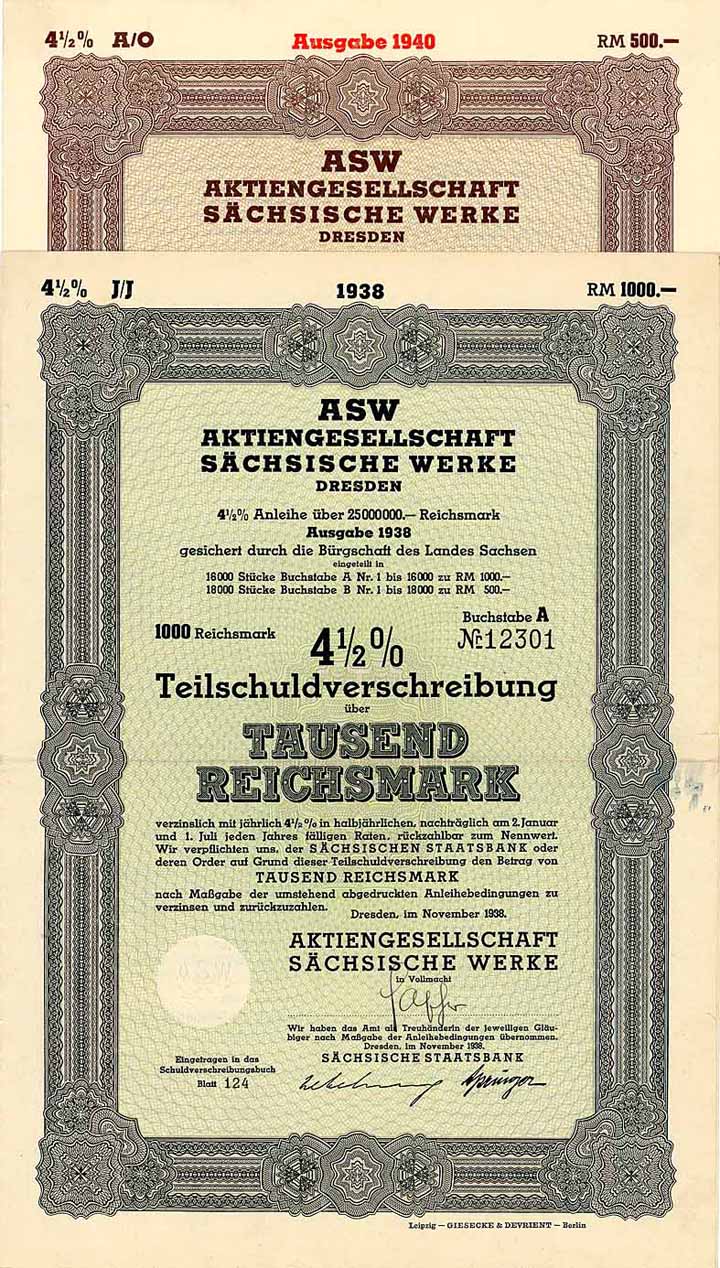 4½% A/O Ausgabe 1940 RM 500.—
ASW
AKTIENGESELLSCHAFT
SÄCHSISCHE WERKE
DRESDEN
4½% J/J 1938 RM 1000.—
ASW
AKTIENGESELLSCHAFT
SÄCHSISCHE WERKE
DRESDEN
4½% Anleihe über 25000000.— Reichsmark
Ausgabe 1938
gesichert durch die Bürgschaft des Landes Sachsen
eingeteilt in
16000 Stücke Buchstabe A Nr. 1 bis 16000 zu RM 1000.—
18000 Stücke Buchstabe B Nr. 1 bis 18000 zu RM 500.—
Buchstabe A
1000 Reichsmark 4½% № 12301
Teilschuldverschreibung
über
TAUSEND
REICHSMARK
verzinslich mit jährlich 4½% in halbjährlichen, nachträglich am 2. Januar
und 1. Juli jeden Jahres fälligen Raten, rückzahlbar zum Nennwert.
Wir verpflichten uns, der SÄCHSISCHEN STAATSBANK oder
deren Order auf Grund dieser Teilschuldverschreibung den Betrag von
TAUSEND REICHSMARK
nach Maßgabe der umstehend abgedruckten Anleihebedingungen zu
verzinsen und zurückzuzahlen.
Dresden, im November 1938.
AKTIENGESELLSCHAFT
SÄCHSISCHE WERKE
in Vollmacht
Wir haben das Amt als Treuhänderin der jeweiligen Gläu-
biger nach Maßgabe der Anleihebedingungen übernommen.
Dresden, im November 1938.
SÄCHSISCHE STAATSBANK
Eingetragen in das
Schuldverschreibungsbuch
Blatt 124
Springer
Leipzig — GIESECKE & DEVRIENT — Berlin